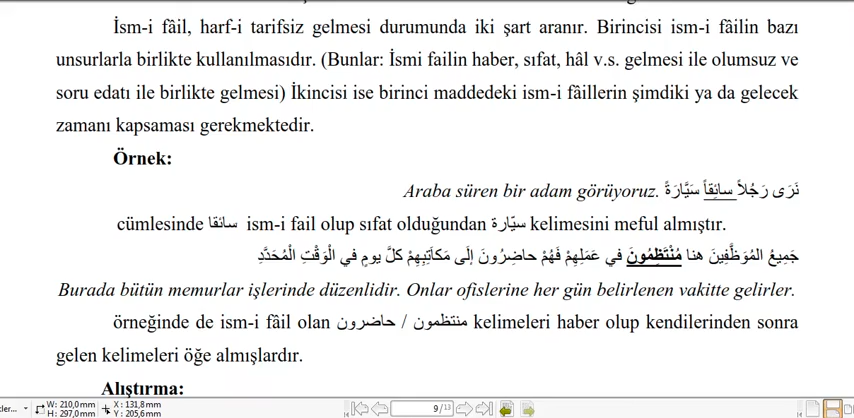 İsm-i fâil, harf-i tarifsiz gelmesi durumunda iki şart aranır. Birincisi ism-i fâilin bazı
unsurlarla birlikte kullanılmasıdır. (Bunlar: İsmi failin haber, sıfat, hâl v.s. gelmesi ile olumsuz ve
soru edatı ile birlikte gelmesi) İkincisi ise birinci maddedeki ism-i fâillerin şimdiki ya da gelecek
zamanı kapsaması gerekmektedir.
Örnek:
نَرَى رَجُلاً سائِقاً سَيَّارَةً Araba süren bir adam görüyoruz.
cümlesinde سائقا ism-i fail olup sıfat olduğundan سيّارة kelimesini meful almıştır.
جَمِيعُ المُوَظَّفِينَ هنا مُنْتَظِمُونَ في عَمَلِهِمْ فَهُمْ حاضِرُونَ إلَى مَكَآتِبِهِمْ كلَّ يومٍ في الْوَقْتِ الْمُحَدَّدِ
Burada bütün memurlar işlerinde düzenlidir. Onlar ofislerine her gün belirlenen vakitte gelirler.
örneğinde de ism-i fâil olan منتظمون / حاضرون kelimeleri haber olup kendilerinden sonra
gelen kelimeleri öğe almışlardır.
Alıştırma:
W: 210,0mm X: 131,8mm
H: 297,0mm Y: 205,6mm
9/13